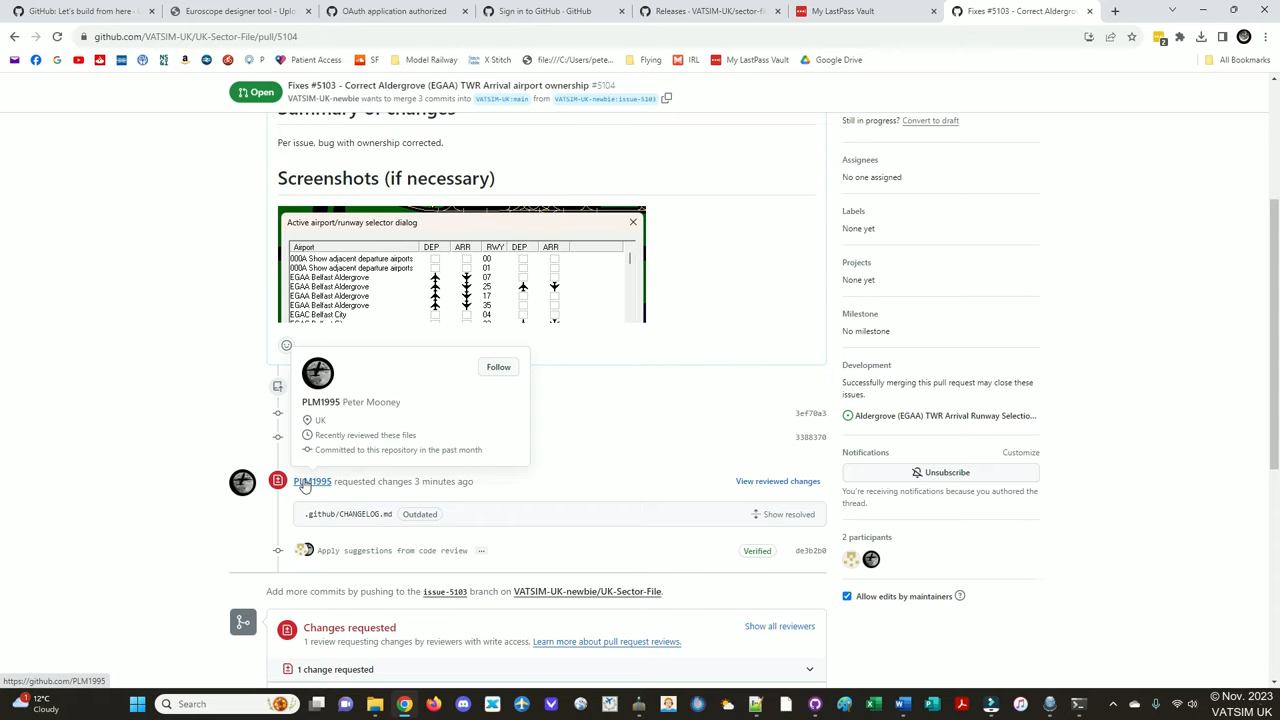 GitHub: Let's build from here · G
Euroscope designer tool - Uplo
OAuth application authorized
Sign in to GitHub · GitHub
Releases · VATSIM-UK/sector-fi
My LastPass Vault
Fixes #5103 - Correct Aldergro
github.com/VATSIM-UK/UK-Sector-File/pull/5104
2
P
Patient Access
SF
Model Railway
X Stitch
file:///C:/Users/pete...
Flying
IRL
My LastPass Vault
Google Drive
All Bookmarks
Open
Fixes #5103 - Correct Aldergrove (EGAA) TWR Arrival airport ownership #5104
VATSIM-UK-newbie wants to merge 3 commits into VATSIM-UK:main from VATSIM-UK-newbie:issue-5103
Summary of changes
Per issue, bug with ownership corrected.
Screenshots (if necessary)
Active airport/runway selector dialog
Airport DEP ARR RWY DEP ARR
000A Show adjacent departure airports 00
000A Show adjacent departure airports 01
EGAA Belfast Aldergrove 07
EGAA Belfast Aldergrove 25
EGAA Belfast Aldergrove 17
EGAA Belfast Aldergrove 35
EGAC Belfast City 04
Follow
PLM1995 Peter Mooney
UK
Recently reviewed these files
Committed to this repository in the past month
3ef70a3
3388370
PLM1995 requested changes 3 minutes ago
View reviewed changes
.github/CHANGELOG.md Outdated
Show resolved
Apply suggestions from code review ...
Verified
de3b2b0
Add more commits by pushing to the issue-5103 branch on VATSIM-UK-newbie/UK-Sector-File.
Changes requested
Show all reviewers
1 review requesting changes by reviewers with write access. Learn more about pull request reviews.
1 change requested
Still in progress? Convert to draft
Assignees
No one assigned
Labels
None yet
Projects
None yet
Milestone
No milestone
Development
Successfully merging this pull request may close these
issues.
Aldergrove (EGAA) TWR Arrival Runway Selectio...
Notifications
Customize
Unsubscribe
You're receiving notifications because you authored the
thread.
2 participants
Allow edits by maintainers
https://github.com/PLM1995
1
12°C
Cloudy
Search
© Nov. 2023
VATSIM UK